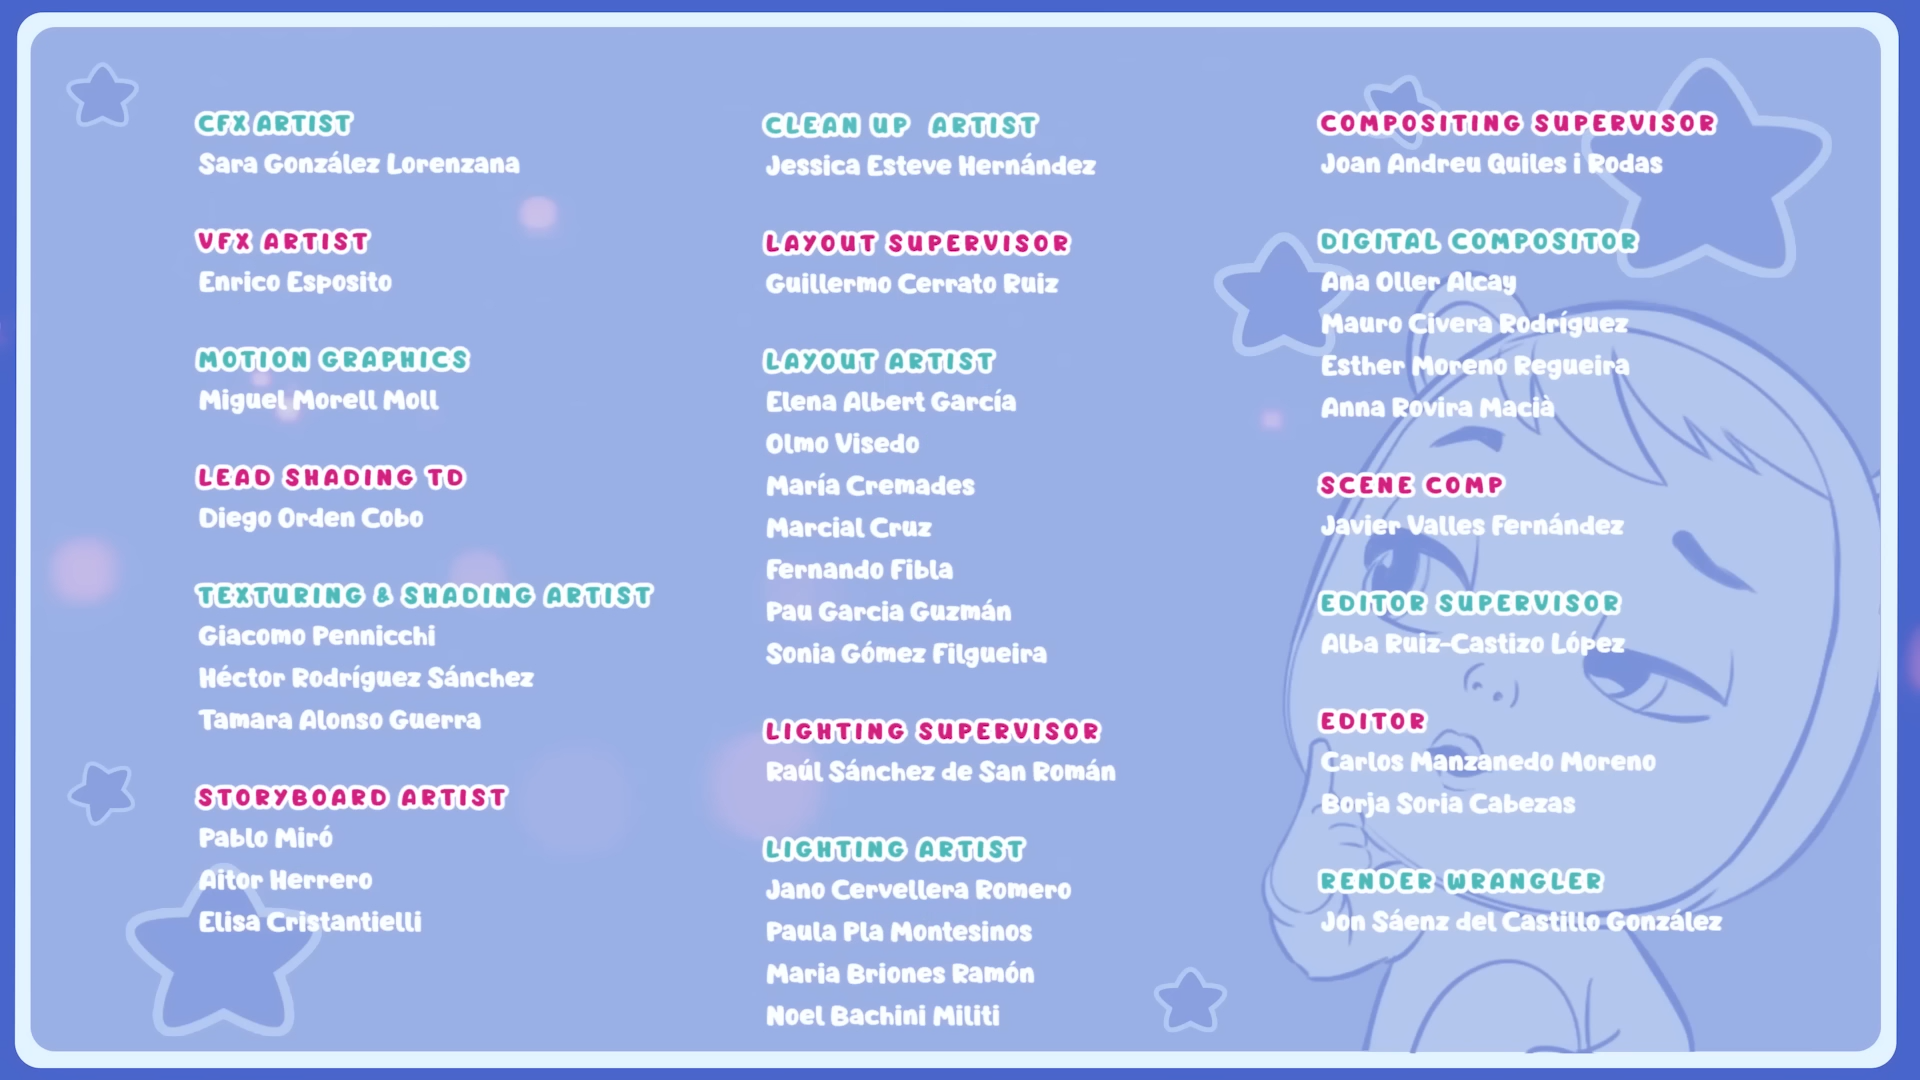 CFX ARTIST
Sara González Lorenzana
VFX ARTIST
Enrico Esposito
MOTION GRAPHICS
Miguel Morell Moll
LEAD SHADING TD
Diego Orden Cobo
TEXTURING & SHADING ARTIST
Giacomo Pennicchi
Héctor Rodríguez Sánchez
Tamara Alonso Guerra
STORYBOARD ARTIST
Pablo Miró
Aitor Herrero
Elisa Cristantielli
CLEAN UP ARTIST
Jessica Esteve Hernández
LAYOUT SUPERVISOR
Guillermo Cerrato Ruiz
LAYOUT ARTIST
Elena Albert García
Olmo Visedo
María Cremades
Marcial Cruz
Fernando Fibla
Pau Garcia Guzmán
Sonia Gómez Filgueira
LIGHTING SUPERVISOR
Raúl Sánchez de San Román
LIGHTING ARTIST
Jano Cervellera Romero
Paula Pla Montesinos
Maria Briones Ramón
Noel Bachini Militi
COMPOSITING SUPERVISOR
Joan Andreu Quiles i Rodas
DIGITAL COMPOSITOR
Ana Oller Alcay
Mauro Civera Rodríguez
Esther Moreno Regueira
Anna Rovira Macià
SCENE COMP
Javier Valles Fernández
EDITOR SUPERVISOR
Alba Ruiz-Castizo López
EDITOR
Carlos Manzanedo Moreno
Borja Soria Cabezas
RENDER WRANGLER
Jon Sáenz del Castillo González